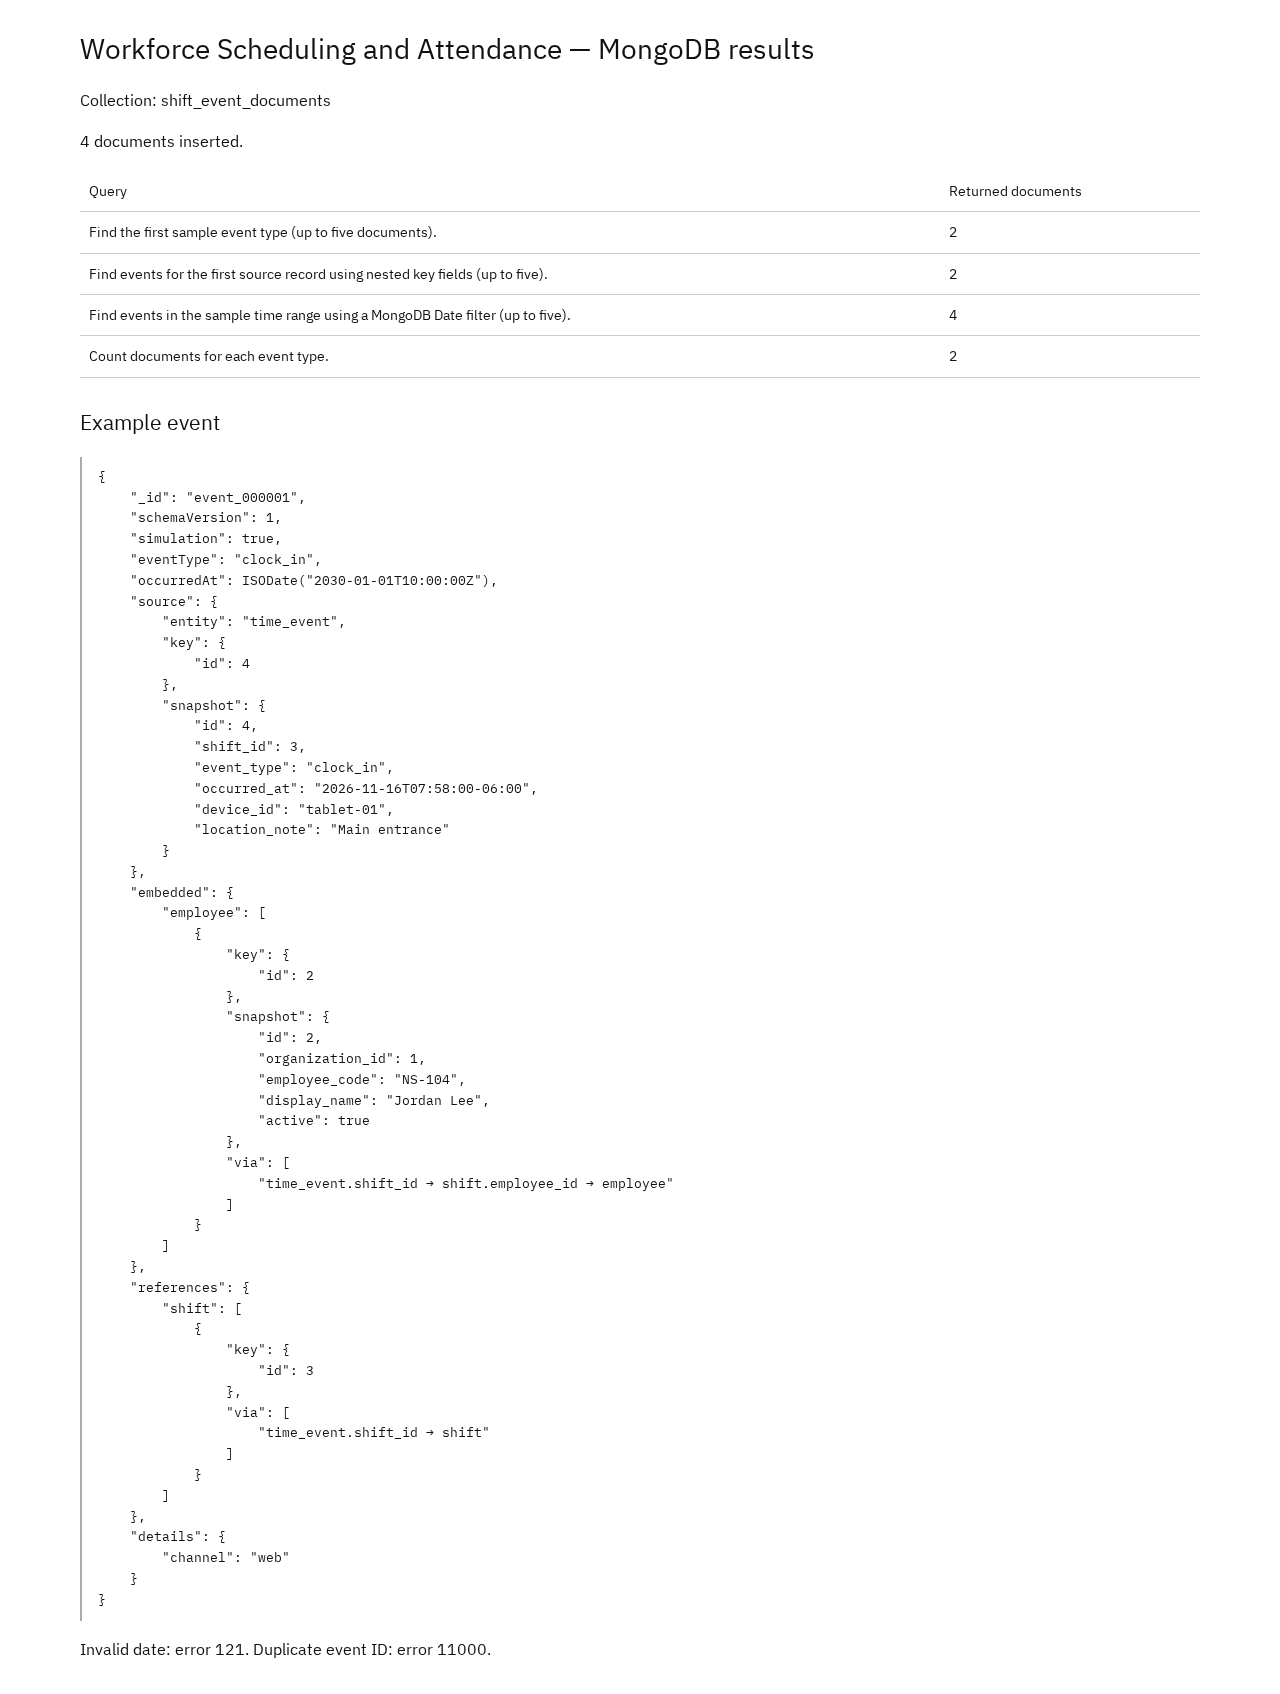 Workforce Scheduling and Attendance — MongoDB results
Collection: shift_event_documents
4 documents inserted.
Query Returned documents
Find the first sample event type (up to five documents). 2
Find events for the first source record using nested key fields (up to five). 2
Find events in the sample time range using a MongoDB Date filter (up to five). 4
Count documents for each event type. 2
Example event
{
    "_id": "event_000001",
    "schemaVersion": 1,
    "simulation": true,
    "eventType": "clock_in",
    "occurredAt": ISODate("2030-01-01T10:00:00Z"),
    "source": {
        "entity": "time_event",
        "key": {
            "id": 4
        },
        "snapshot": {
            "id": 4,
            "shift_id": 3,
            "event_type": "clock_in",
            "occurred_at": "2026-11-16T07:58:00-06:00",
            "device_id": "tablet-01",
            "location_note": "Main entrance"
        }
    },
    "embedded": {
        "employee": [
            {
                "key": {
                    "id": 2
                },
                "snapshot": {
                    "id": 2,
                    "organization_id": 1,
                    "employee_code": "NS-104",
                    "display_name": "Jordan Lee",
                    "active": true
                },
                "via": [
                    "time_event.shift_id → shift.employee_id → employee"
                ]
            }
        ]
    },
    "references": {
        "shift": [
            {
                "key": {
                    "id": 3
                },
                "via": [
                    "time_event.shift_id → shift"
                ]
            }
        ]
    },
    "details": {
        "channel": "web"
    }
}
Invalid date: error 121. Duplicate event ID: error 11000.